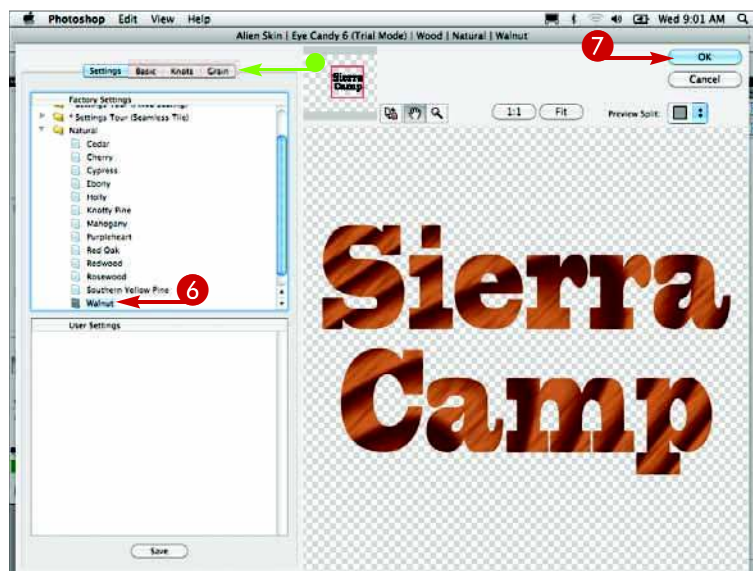 Photoshop Edit View Help Wed 9:01 AM
Alien Skin | Eye Candy 6 (Trial Mode) | Wood | Natural | Walnut
7
OK
Cancel
Settings Basic Knots Grain
Sierra
Camp
1:1 Fit Preview Split:
Factory Settings
* Settings Tour (Seamless Tile)
Natural
Cedar
Cherry
Cypress
Ebony
Holly
Knotty Pine
Mahogany
Purpleheart
Red Oak
Redwood
Rosewood
Southern Yellow Pine
Walnut
6
User Settings
Save
Sierra
Camp